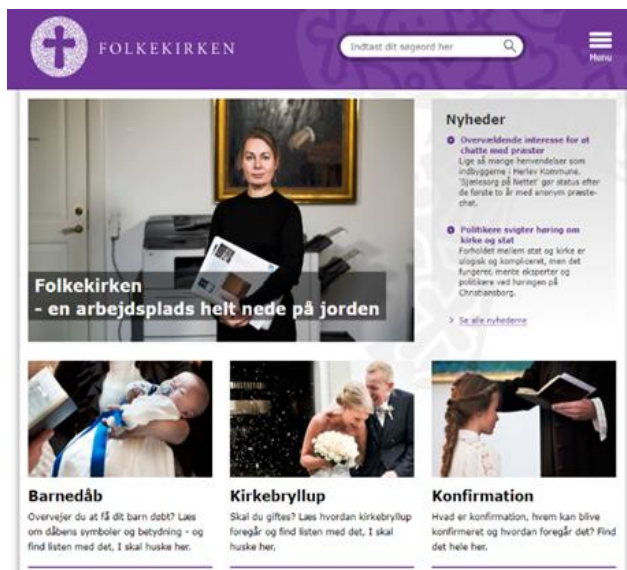 FOLKEKIRKEN
Indtast dit søgeord her
Menu
Folkekirken
- en arbejdsplads helt nede på jorden
Nyheder
Overvældende interesse for at
chatte med præster
Lige så mange henvendelser som
indbyggerne i Herlev Kommune.
'Sjælesorg på Nettet' gør status efter
de første to år med anonym præste-
chat.
Politikere svigter høring om
kirke og stat
Forholdet mellem stat og kirke er
ulogisk og kompliceret, men det
fungerer, mente eksperter og
politikere ved høringen på
Christiansborg.
> Se alle nyhederne
Barnedåb
Overvejer du at få dit barn døbt? Læs
om dåbens symboler og betydning - og
find listen med det, I skal huske her.
Kirkebryllup
Skal du giftes? Læs hvordan kirkebryllup
foregår og find listen med det, I skal
huske her.
Konfirmation
Hvad er konfirmation, hvem kan blive
konfirmeret og hvordan foregår det? Find
det hele her.